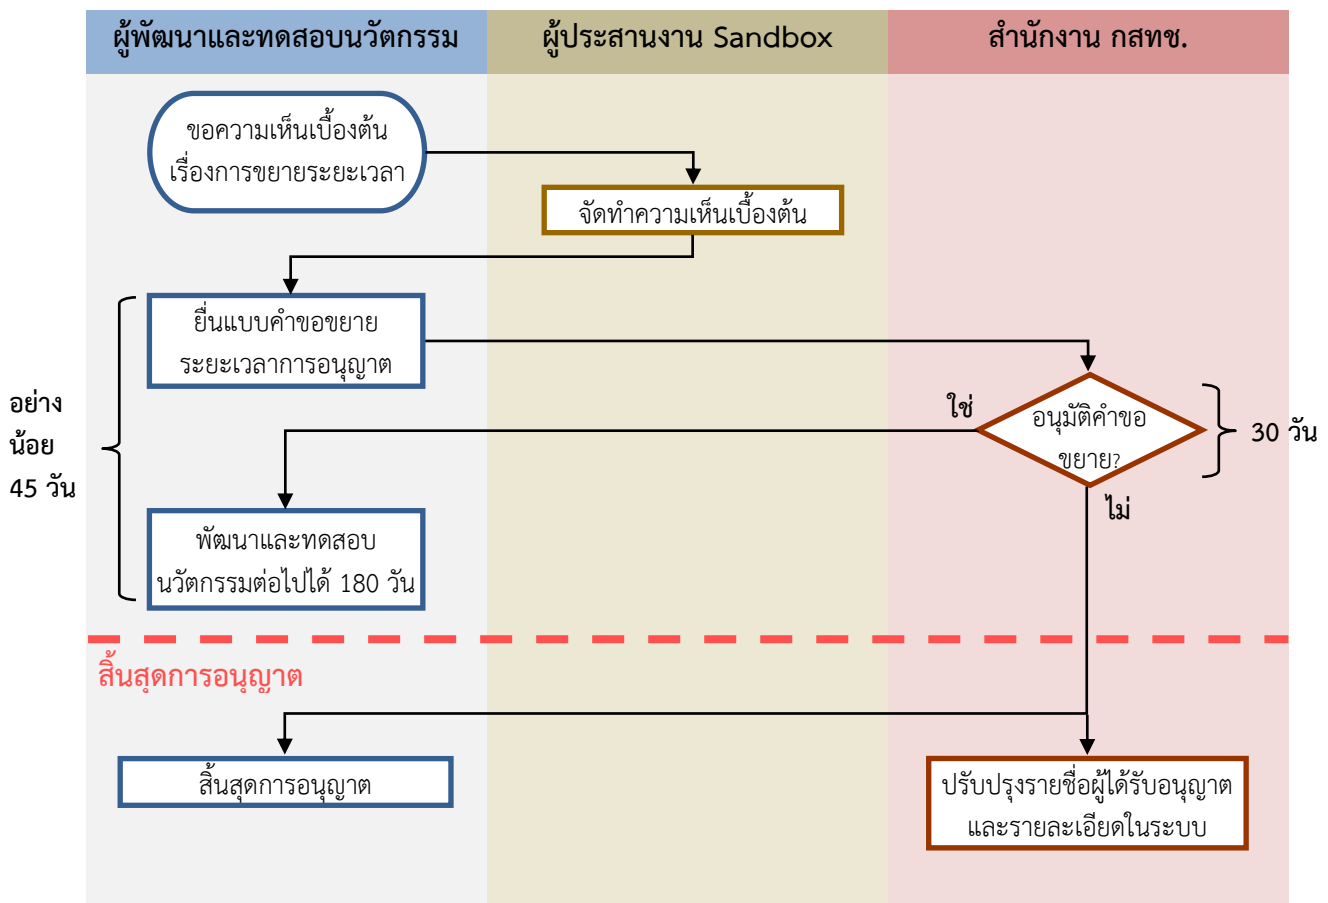 ผู้พัฒนาและทดสอบนวัตกรรม
ผู้ประสานงาน Sandbox
สำนักงาน กสทช.
ขอความเห็นเบื้องต้น
เรื่องการขยายระยะเวลา
จัดทำความเห็นเบื้องต้น
ยื่นแบบคำขอขยาย
ระยะเวลาการอนุญาต
อย่าง
น้อย
45 วัน
ใช่
อนุมัติคำขอ
ขยาย?
30 วัน
ไม่
พัฒนาและทดสอบ
นวัตกรรมต่อไปได้ 180 วัน
สิ้นสุดการอนุญาต
สิ้นสุดการอนุญาต
ปรับปรุงรายชื่อผู้ได้รับอนุญาต
และรายละเอียดในระบบ